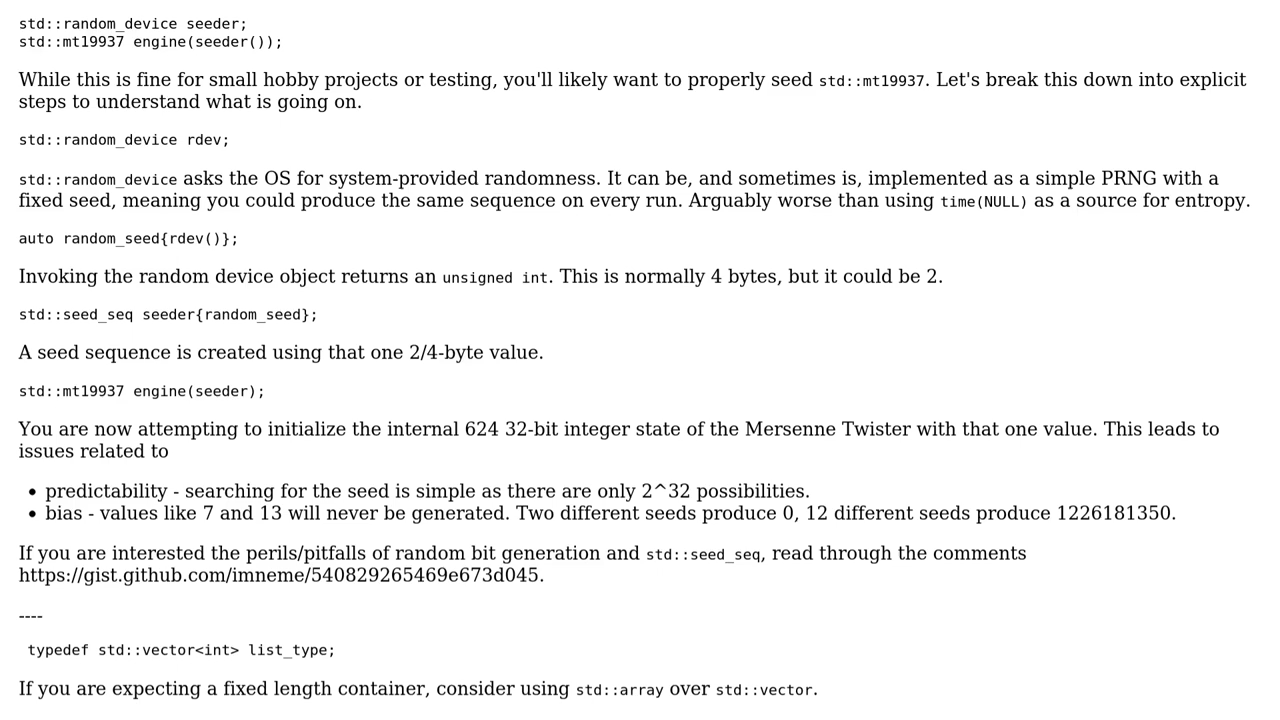 std::random_device seeder;
std::mt19937 engine(seeder());
While this is fine for small hobby projects or testing, you'll likely want to properly seed std::mt19937. Let's break this down into explicit
steps to understand what is going on.
std::random_device rdev;
std::random_device asks the OS for system-provided randomness. It can be, and sometimes is, implemented as a simple PRNG with a
fixed seed, meaning you could produce the same sequence on every run. Arguably worse than using time(NULL) as a source for entropy.
auto random_seed{rdev()};
Invoking the random device object returns an unsigned int. This is normally 4 bytes, but it could be 2.
std::seed_seq seeder{random_seed};
A seed sequence is created using that one 2/4-byte value.
std::mt19937 engine(seeder);
You are now attempting to initialize the internal 624 32-bit integer state of the Mersenne Twister with that one value. This leads to
issues related to
• predictability - searching for the seed is simple as there are only 2^32 possibilities.
• bias - values like 7 and 13 will never be generated. Two different seeds produce 0, 12 different seeds produce 1226181350.
If you are interested the perils/pitfalls of random bit generation and std::seed_seq, read through the comments
https://gist.github.com/imneme/540829265469e673d045.
----
typedef std::vector<int> list_type;
If you are expecting a fixed length container, consider using std::array over std::vector.